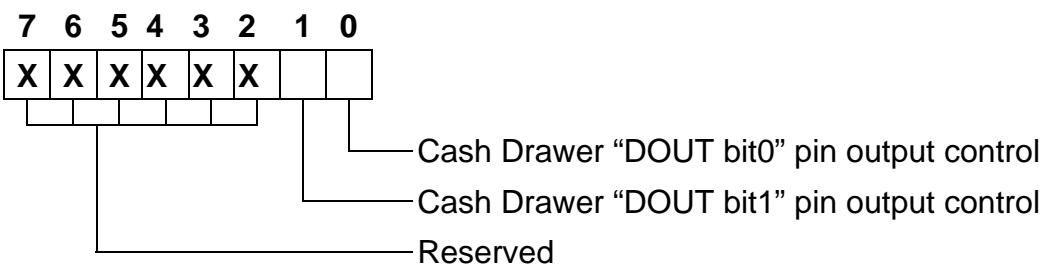 7 6 5 4 3 2 1 0
X X X X X X
Cash Drawer “DOUT bit0” pin output control
Cash Drawer “DOUT bit1” pin output control
Reserved